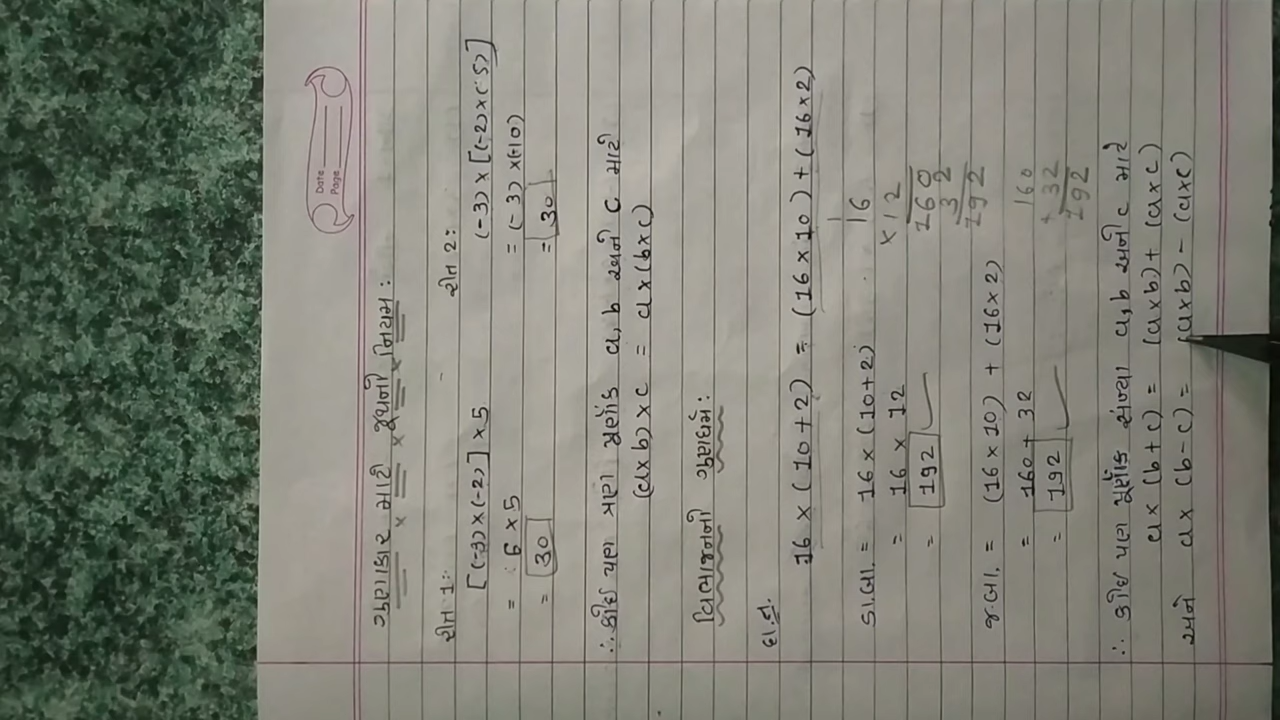 Date
Page
ગુણાકાર માટે જૂથનો નિયમ :
રીત 1: રીત 2:
[(-3)×(-2)] × 5 (-3) × [(-2)×(5)]
= 6 × 5 = (-3) × (-10)
= 30 = 30
∴ કોઈ પણ ત્રણ પૂર્ણાંક a, b અને c માટે
(a×b)×c = a×(b×c)
વિભાજનનો ગુણધર્મ :
દા.ત.
16 × (10+2) = (16×10) + (16×2)
ડા.બા. = 16 × (10+2)
= 16 × 12
= 192
16
× 12
160
32
192
જ.બા. = (16×10) + (16×2)
= 160 + 32
= 192
160
+ 32
192
∴ કોઈ પણ પૂર્ણાંક સંખ્યા a, b અને c માટે
a × (b+c) = (a×b) + (a×c)
અને a × (b-c) = (a×b) - (a×c)